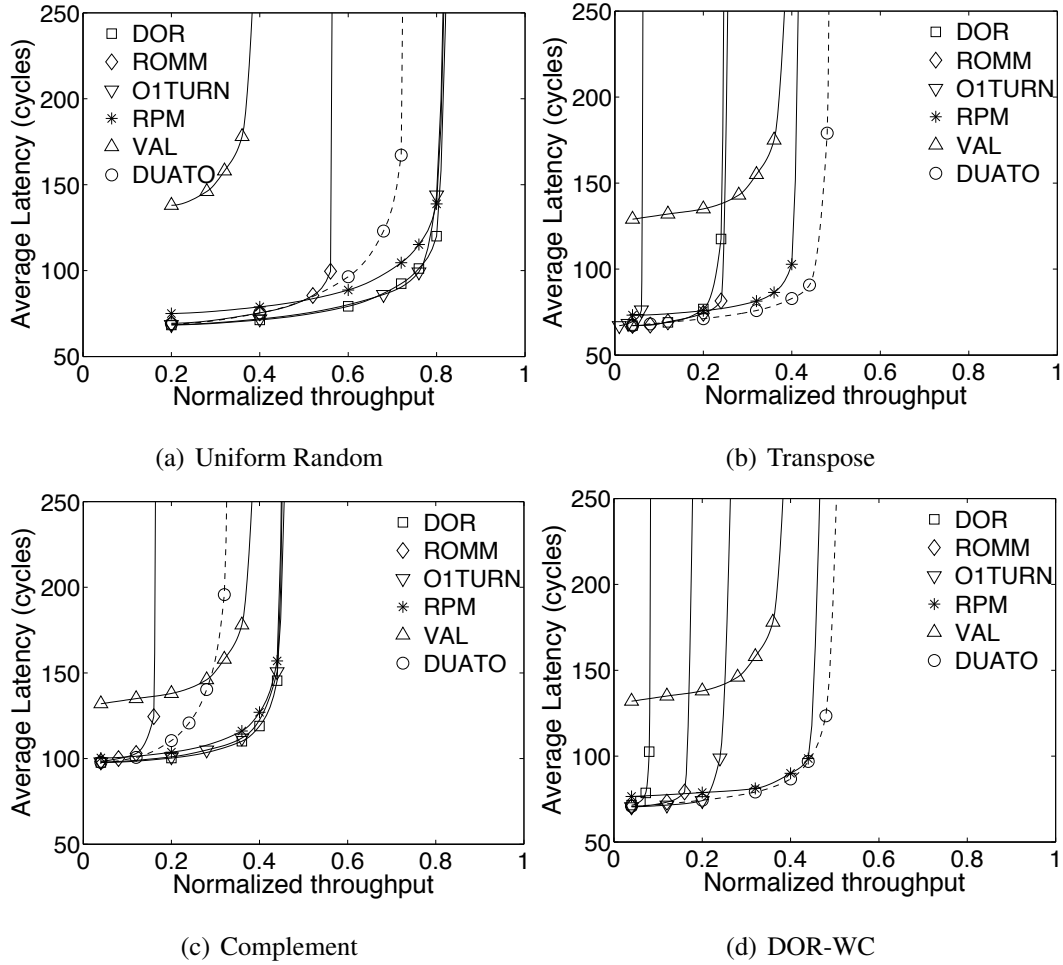 250
200
150
100
50
Average Latency (cycles)
DOR
ROMM
O1TURN
RPM
VAL
DUATO
0 0.2 0.4 0.6 0.8 1
Normalized throughput
(a) Uniform Random
250
200
150
100
50
Average Latency (cycles)
DOR
ROMM
O1TURN
RPM
VAL
DUATO
0 0.2 0.4 0.6 0.8 1
Normalized throughput
(b) Transpose
250
200
150
100
50
Average Latency (cycles)
DOR
ROMM
O1TURN
RPM
VAL
DUATO
0 0.2 0.4 0.6 0.8 1
Normalized throughput
(c) Complement
250
200
150
100
50
Average Latency (cycles)
DOR
ROMM
O1TURN
RPM
VAL
DUATO
0 0.2 0.4 0.6 0.8 1
Normalized throughput
(d) DOR-WC